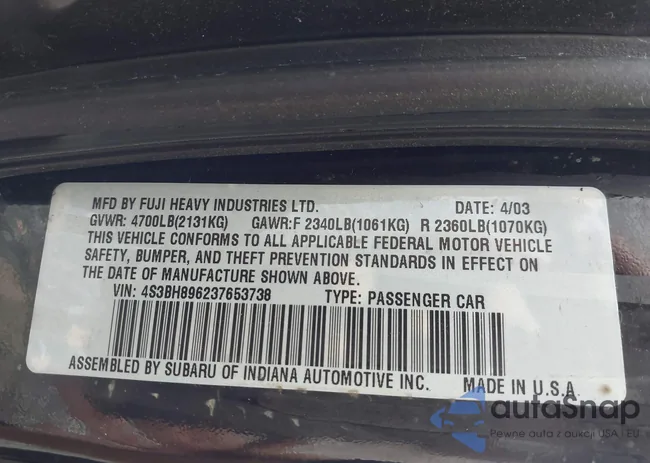 MFD BY FUJI HEAVY INDUSTRIES LTD. DATE: 4/03
GVWR: 4700LB(2131KG) GAWR:F 2340LB(1061KG) R 2360LB(1070KG)
THIS VEHICLE CONFORMS TO ALL APPLICABLE FEDERAL MOTOR VEHICLE
SAFETY, BUMPER, AND THEFT PREVENTION STANDARDS IN EFFECT ON
THE DATE OF MANUFACTURE SHOWN ABOVE.
VIN: 4S3BH896237653738 TYPE: PASSENGER CAR
ASSEMBLED BY SUBARU OF INDIANA AUTOMOTIVE INC. MADE IN U.S.A.
autaSnap
Pewne auta z aukcji USA i EU